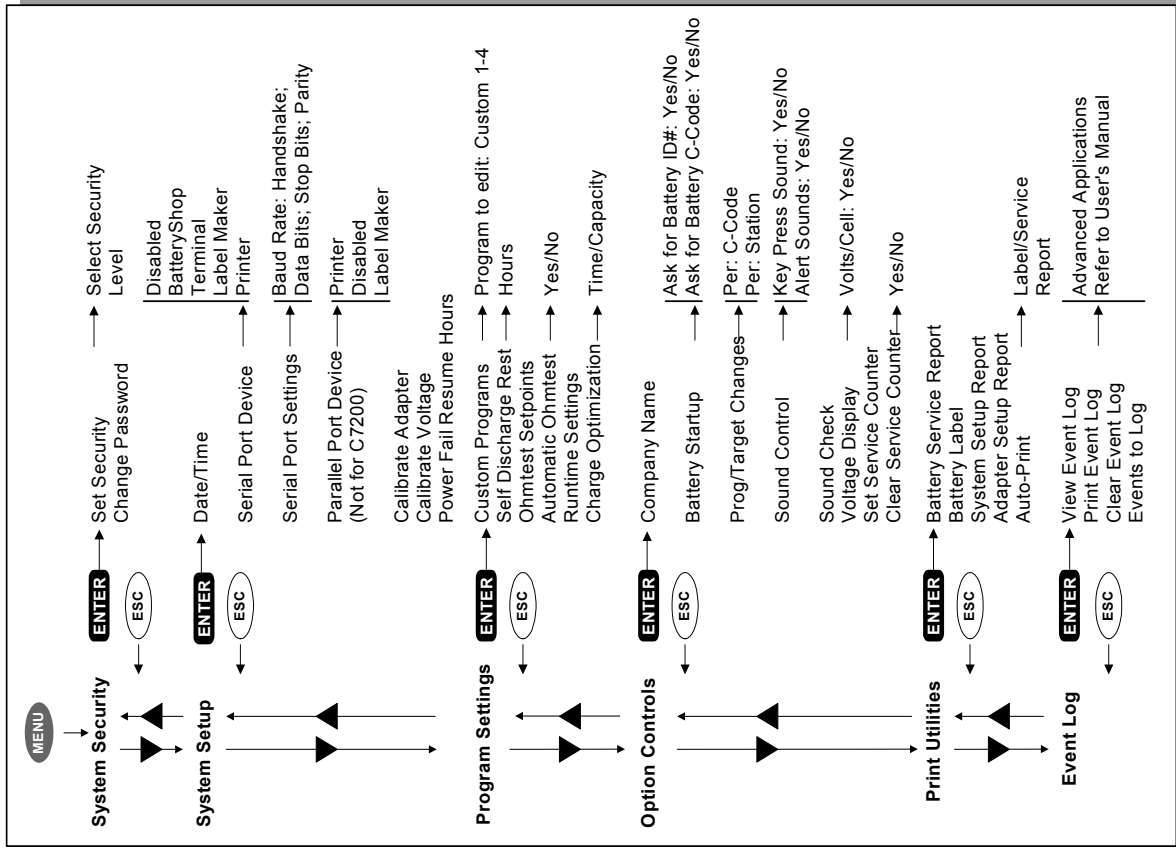 MENU
System Security
ENTER
ESC
Set Security
Change Password
Select Security
Level
System Setup
ENTER
ESC
Date/Time
Serial Port Device
Disabled
BatteryShop
Terminal
Label Maker
Printer
Serial Port Settings
Baud Rate: Handshake;
Data Bits; Stop Bits; Parity
Parallel Port Device
(Not for C7200)
Printer
Disabled
Label Maker
Calibrate Adapter
Calibrate Voltage
Power Fail Resume Hours
Program Settings
ENTER
ESC
Custom Programs
Program to edit: Custom 1-4
Self Discharge Rest
Hours
Ohmtest Setpoints
Automatic Ohmtest
Yes/No
Runtime Settings
Charge Optimization
Time/Capacity
Option Controls
ENTER
ESC
Company Name
Battery Startup
Ask for Battery ID#: Yes/No
Ask for Battery C-Code: Yes/No
Prog/Target Changes
Per: C-Code
Per: Station
Sound Control
Key Press Sound: Yes/No
Alert Sounds: Yes/No
Sound Check
Voltage Display
Volts/Cell: Yes/No
Set Service Counter
Clear Service Counter
Yes/No
Print Utilities
ENTER
ESC
Battery Service Report
Battery Label
System Setup Report
Adapter Setup Report
Auto-Print
Label/Service
Report
Event Log
ENTER
ESC
View Event Log
Print Event Log
Clear Event Log
Events to Log
Advanced Applications
Refer to User's Manual